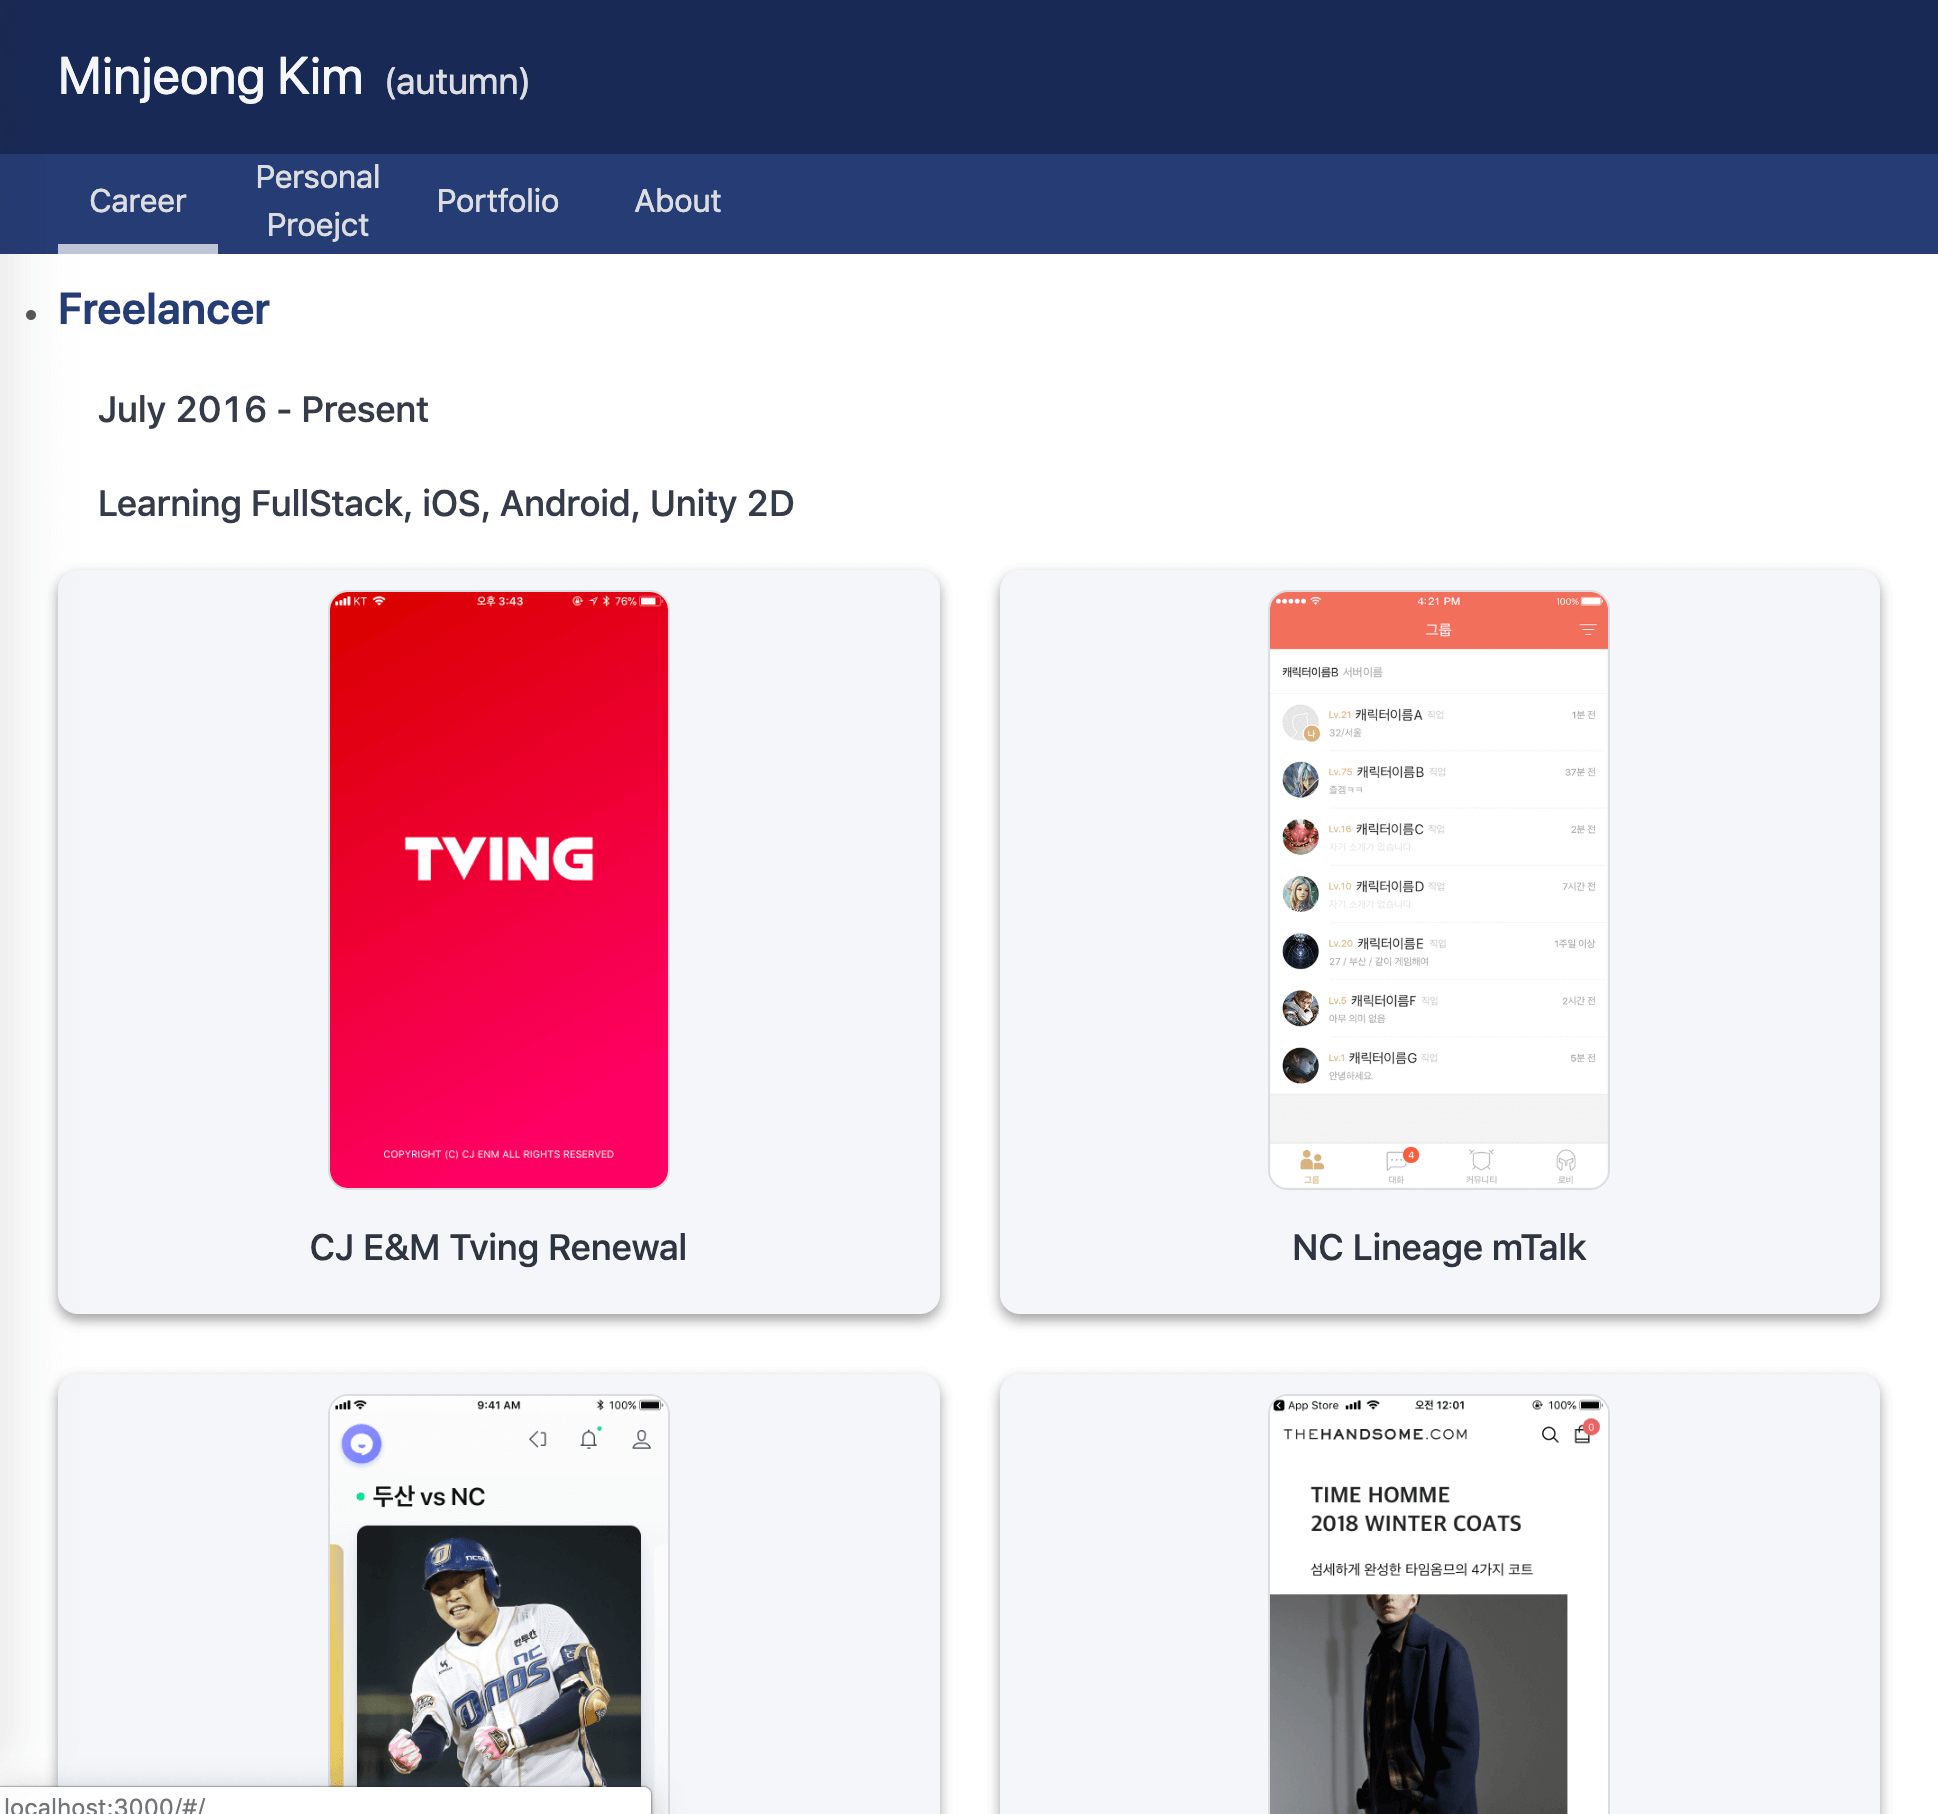 Minjeong Kim (autumn)
Career
Personal
Proejct
Portfolio
About
Freelancer
July 2016 - Present
Learning FullStack, iOS, Android, Unity 2D
KT 오후 3:43 76%
TVING
COPYRIGHT (C) CJ ENM ALL RIGHTS RESERVED
CJ E&M Tving Renewal
4:21 PM 100%
그룹
캐릭터이름B 서버이름
Lv.21 캐릭터이름A 직업 1분 전
나
32/서울
Lv.75 캐릭터이름B 직업 37분 전
즐겜ㅋㅋ
Lv.16 캐릭터이름C 직업 2분 전
자기 소개가 없습니다
Lv.10 캐릭터이름D 직업 7시간 전
자기 소개가 없습니다
Lv.20 캐릭터이름E 직업 1주일 이상
27 / 부산 / 같이 게임해여
Lv.5 캐릭터이름F 직업 2시간 전
아무 의미 없음
Lv.1 캐릭터이름G 직업 5분 전
안녕하세요.
4
그룹 대화 커뮤니티 로비
NC Lineage mTalk
9:41 AM 100%
두산 vs NC
NCSO
DINOS
App Store 오전 12:01 100%
THEHANDSOME.COM 0
TIME HOMME
2018 WINTER COATS
섬세하게 완성한 타임옴므의 4가지 코트
localhost:3000/#/